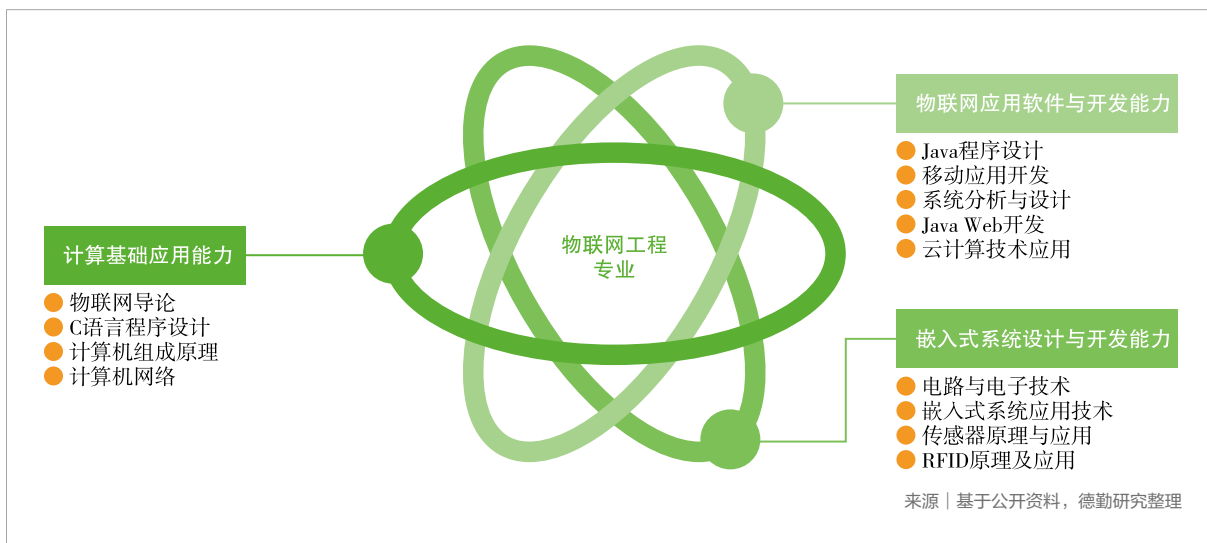 计算基础应用能力
物联网导论
C语言程序设计
计算机组成原理
计算机网络
物联网工程
专业
物联网应用软件与开发能力
Java程序设计
移动应用开发
系统分析与设计
Java Web开发
云计算技术应用
嵌入式系统设计与开发能力
电路与电子技术
嵌入式系统应用技术
传感器原理与应用
RFID原理及应用
来源｜基于公开资料，德勤研究整理